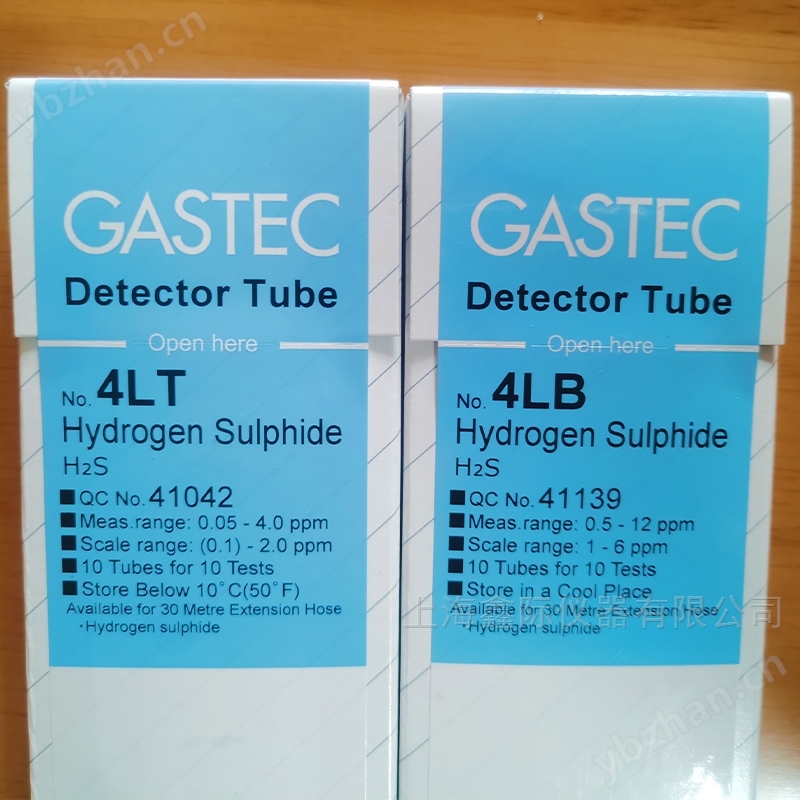 ybzhan.cn
GASTEC
Detector Tube
Open here
No. 4LT
Hydrogen Sulphide
H2S
■ QC No. 41042
■ Meas.range: 0.05 - 4.0 ppm
■ Scale range: (0.1) - 2.0 ppm
■ 10 Tubes for 10 Tests
■ Store Below 10°C(50°F)
Available for 30 Metre Extension Hose
・Hydrogen sulphide
GASTEC
Detector Tube
Open here
No. 4LB
Hydrogen Sulphide
H2S
■ QC No. 41139
■ Meas.range: 0.5 - 12 ppm
■ Scale range: 1 - 6 ppm
■ 10 Tubes for 10 Tests
■ Store in a Cool Place
Available for 30 Metre Extension Hose
・Hydrogen sulphide
上海鑫际仪器有限公司
ybzhan.cn